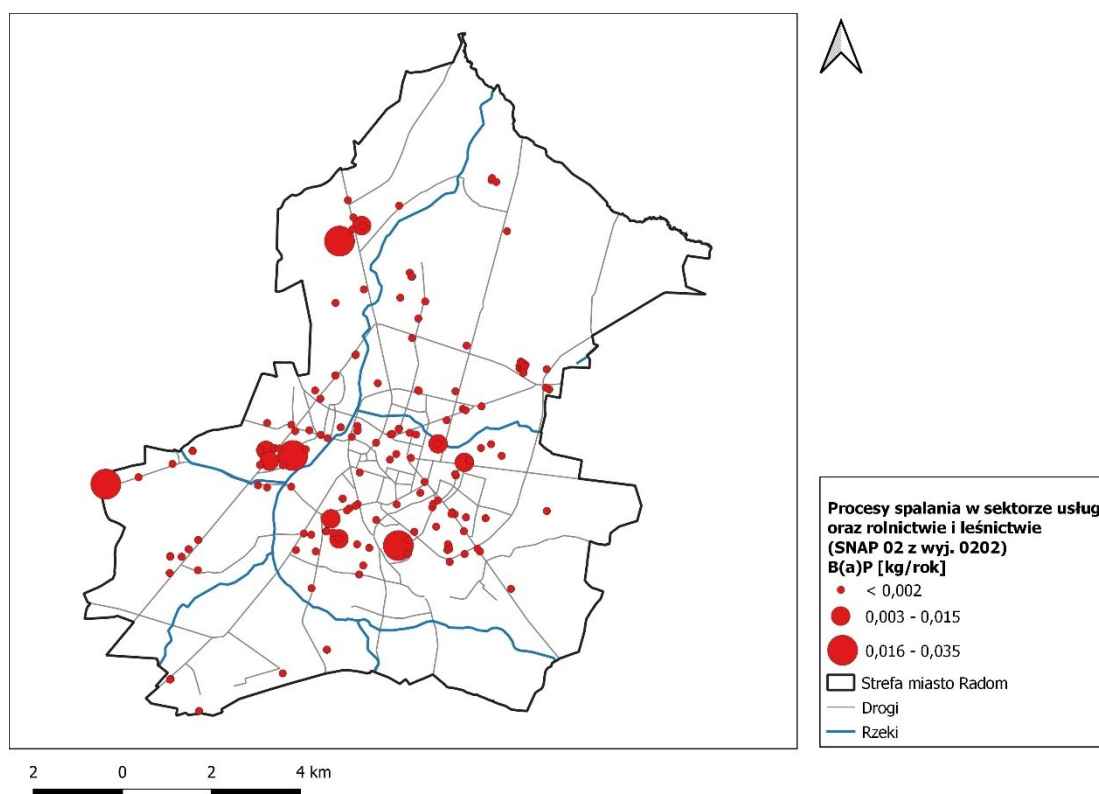 Procesy spalania w sektorze usług
oraz rolnictwie i leśnictwie
(SNAP 02 z wyj. 0202)
B(a)P [kg/rok]
< 0,002
0,003 - 0,015
0,016 - 0,035
Strefa miasto Radom
Drogi
Rzeki
2 0 2 4 km